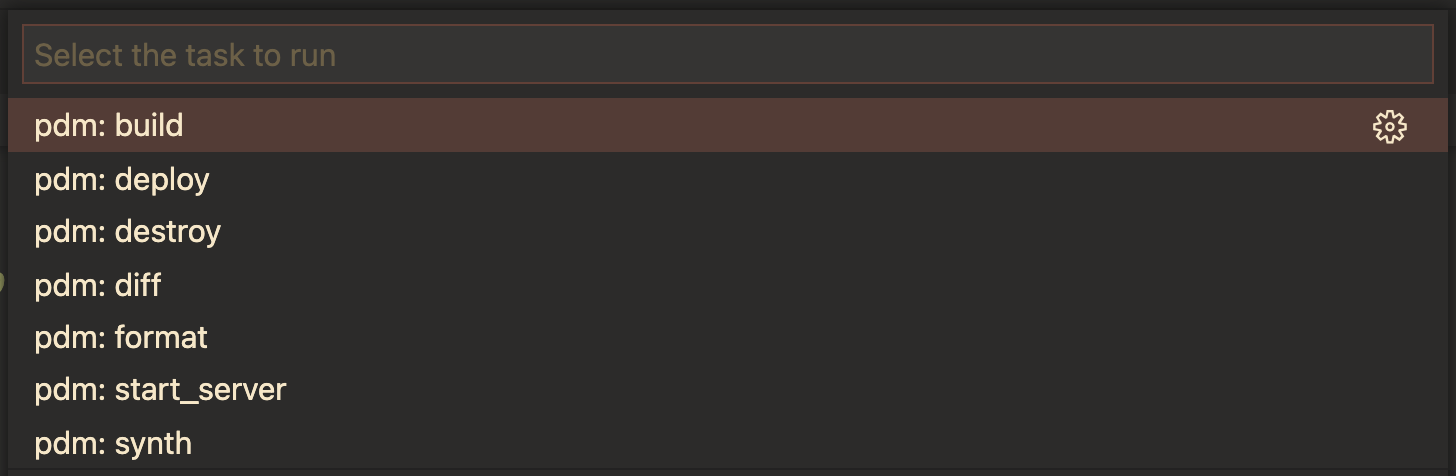 Select the task to run
pdm: build
pdm: deploy
pdm: destroy
pdm: diff
pdm: format
pdm: start_server
pdm: synth